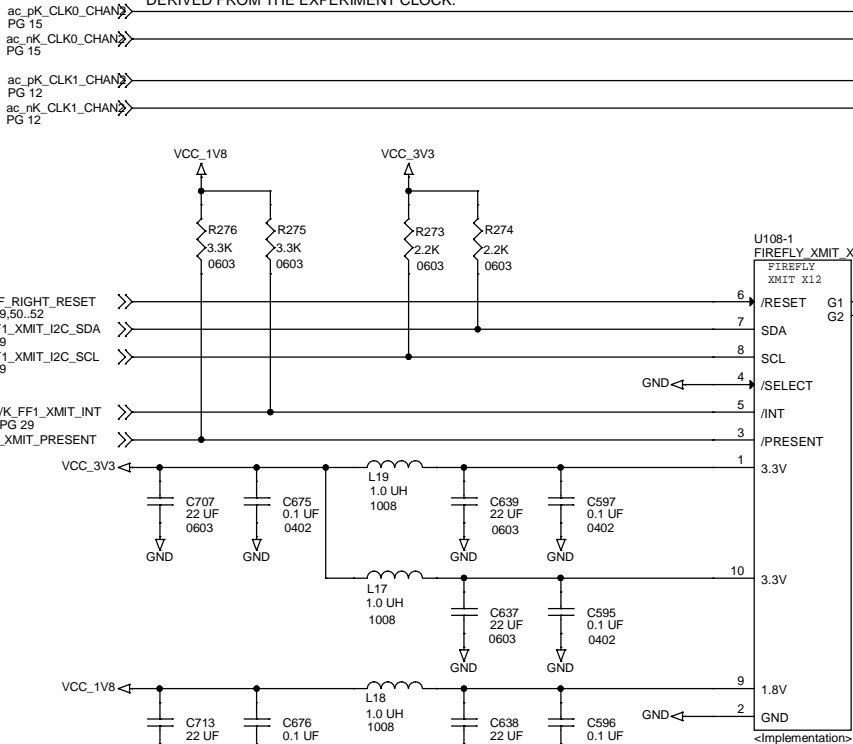 DERIVED FROM THE EXPERIMENT CLOCK.
ac_pK_CLK0_CHAN2
PG 15
ac_nK_CLK0_CHAN2
PG 15
ac_pK_CLK1_CHAN2
PG 12
ac_nK_CLK1_CHAN2
PG 12
VCC_1V8
VCC_3V3
R276
3.3K
0603
R275
3.3K
0603
R273
2.2K
0603
R274
2.2K
0603
U108-1
FIREFLY_XMIT_X
FIREFLY
XMIT X12
F_RIGHT_RESET
9,50..52
6
/RESET
G1
G2
1_XMIT_I2C_SDA
9
7
SDA
1_XMIT_I2C_SCL
9
8
SCL
GND
4
/SELECT
/K_FF1_XMIT_INT
PG 29
5
/INT
_XMIT_PRESENT
3
/PRESENT
VCC_3V3
1
3.3V
L19
1.0 UH
1008
C707
22 UF
0603
GND
C675
0.1 UF
0402
GND
C639
22 UF
0603
GND
C597
0.1 UF
0402
GND
10
3.3V
L17
1.0 UH
1008
C637
22 UF
0603
GND
C595
0.1 UF
0402
GND
VCC_1V8
9
1.8V
L18
1.0 UH
1008
C713
22 UF
C676
0.1 UF
C638
22 UF
C596
0.1 UF
GND
2
GND
<Implementation>